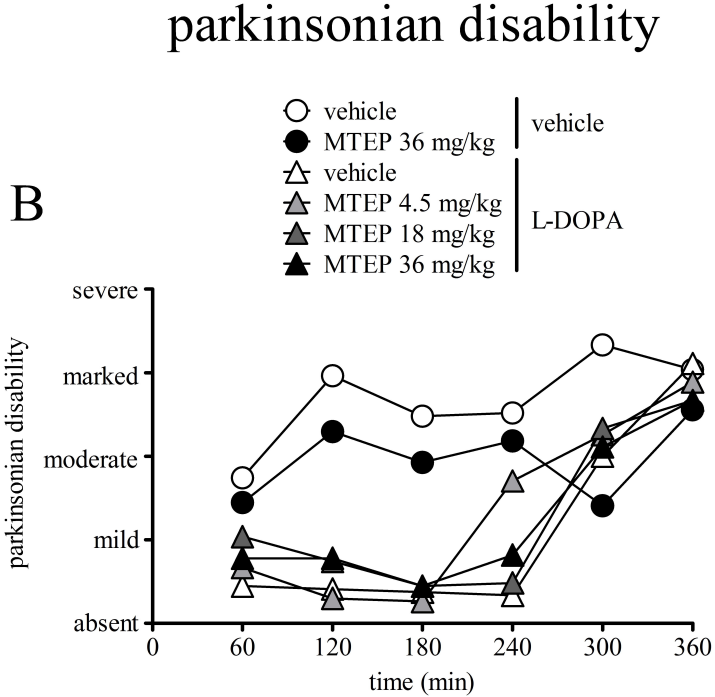 parkinsonian disability
vehicle
MTEP 36 mg/kg
vehicle
vehicle
MTEP 4.5 mg/kg
MTEP 18 mg/kg
MTEP 36 mg/kg
L-DOPA
B
parkinsonian disability
severe
marked
moderate
mild
absent
0 60 120 180 240 300 360
time (min)